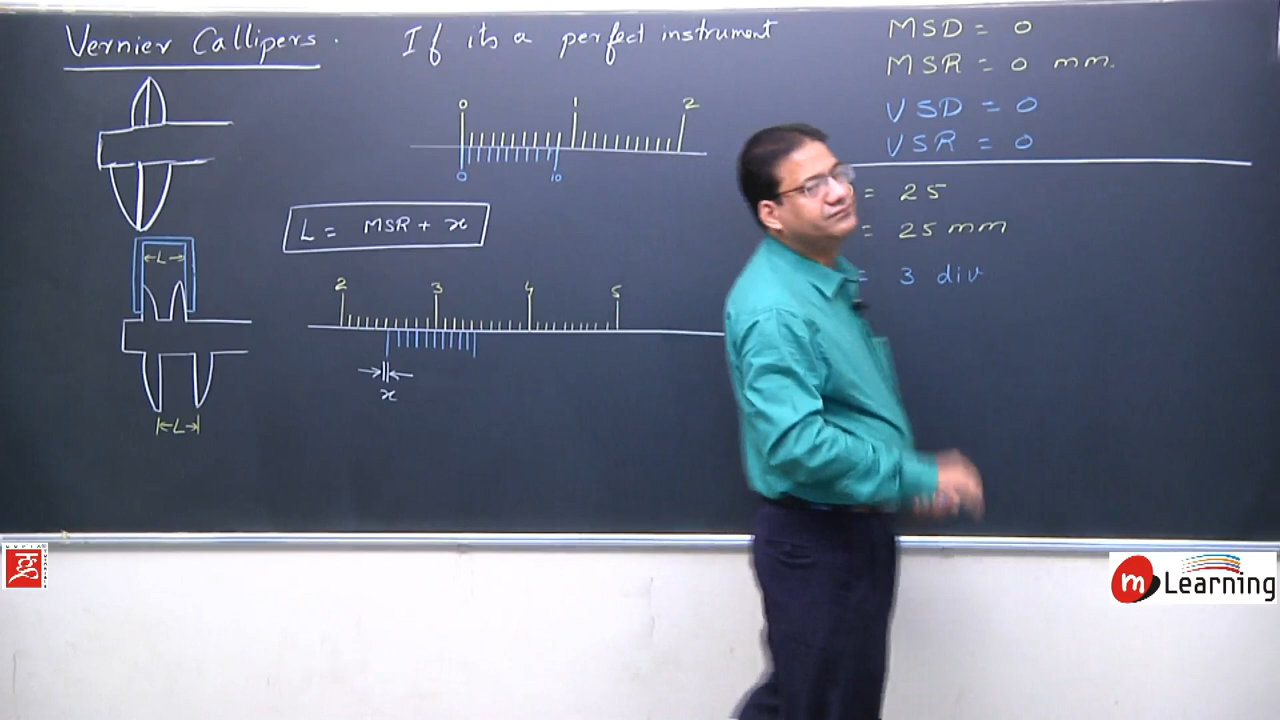 Vernier Callipers. If its a perfect instrument
MSD = 0
MSR = 0 mm.
VSD = 0
VSR = 0
0 1 2
0 10
= 25
= 25 mm
= 3 div
L = MSR + x
L
2 3 4 5
x
L
m Learning